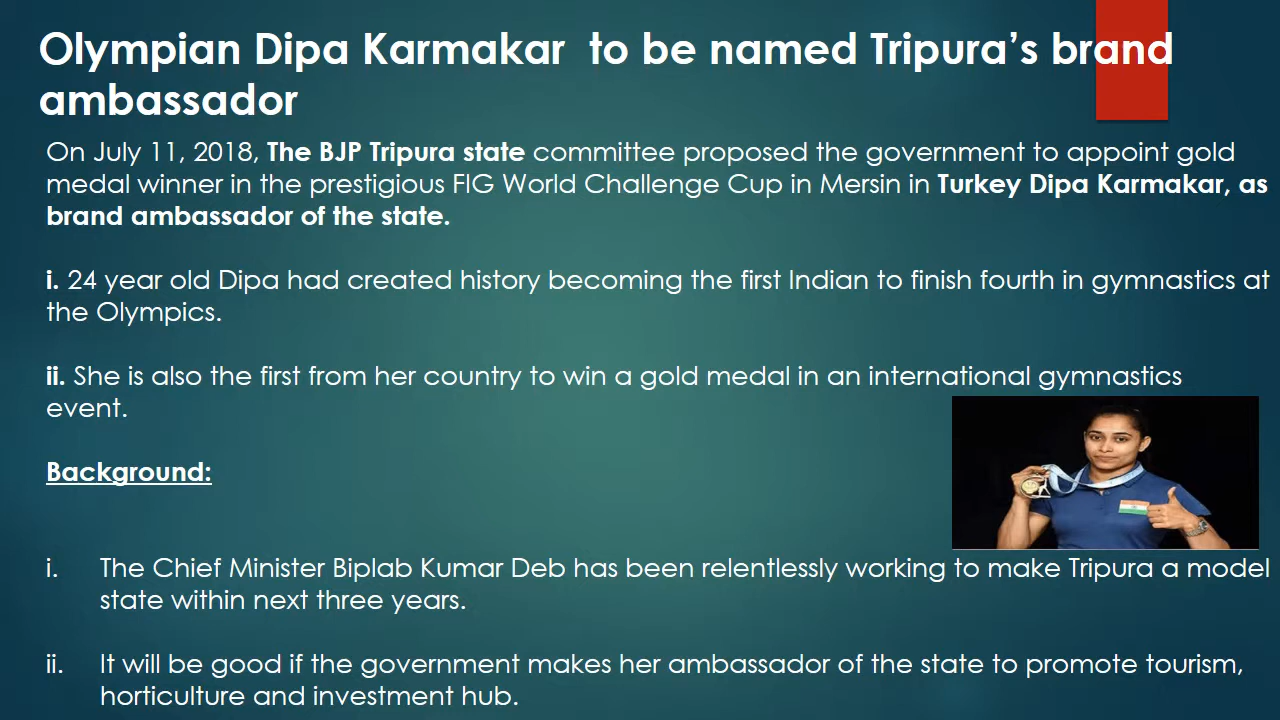 Olympian Dipa Karmakar  to be named Tripura’s brand
ambassador
On July 11, 2018, The BJP Tripura state committee proposed the government to appoint gold
medal winner in the prestigious FIG World Challenge Cup in Mersin in Turkey Dipa Karmakar, as
brand ambassador of the state.
i. 24 year old Dipa had created history becoming the first Indian to finish fourth in gymnastics at
the Olympics.
ii. She is also the first from her country to win a gold medal in an international gymnastics
event.
Background:
i. The Chief Minister Biplab Kumar Deb has been relentlessly working to make Tripura a model
state within next three years.
ii. It will be good if the government makes her ambassador of the state to promote tourism,
horticulture and investment hub.